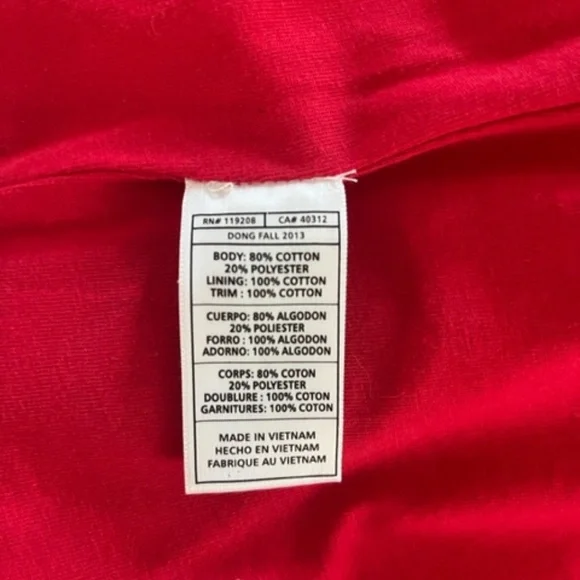 RN# 119208 CA# 40312
DONG FALL 2013
BODY: 80% COTTON
20% POLYESTER
LINING: 100% COTTON
TRIM : 100% COTTON
CUERPO: 80% ALGODON
20% POLIESTER
FORRO : 100% ALGODON
ADORNO: 100% ALGODON
CORPS: 80% COTON
20% POLYESTER
DOUBLURE : 100% COTON
GARNITURES: 100% COTON
MADE IN VIETNAM
HECHO EN VIETNAM
FABRIQUE AU VIETNAM